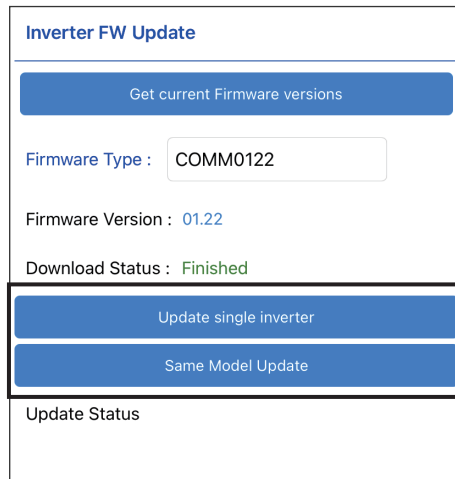 Inverter FW Update
Get current Firmware versions
Firmware Type : COMM0122
Firmware Version : 01.22
Download Status : Finished
Update single inverter
Same Model Update
Update Status